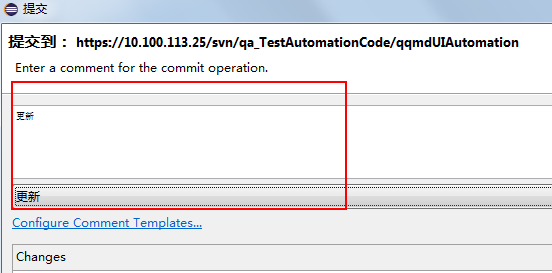 提交
提交到： https://10.100.113.25/svn/qa_TestAutomationCode/qqmdUIAutomation
Enter a comment for the commit operation.
更新
更新
Configure Comment Templates...
Changes